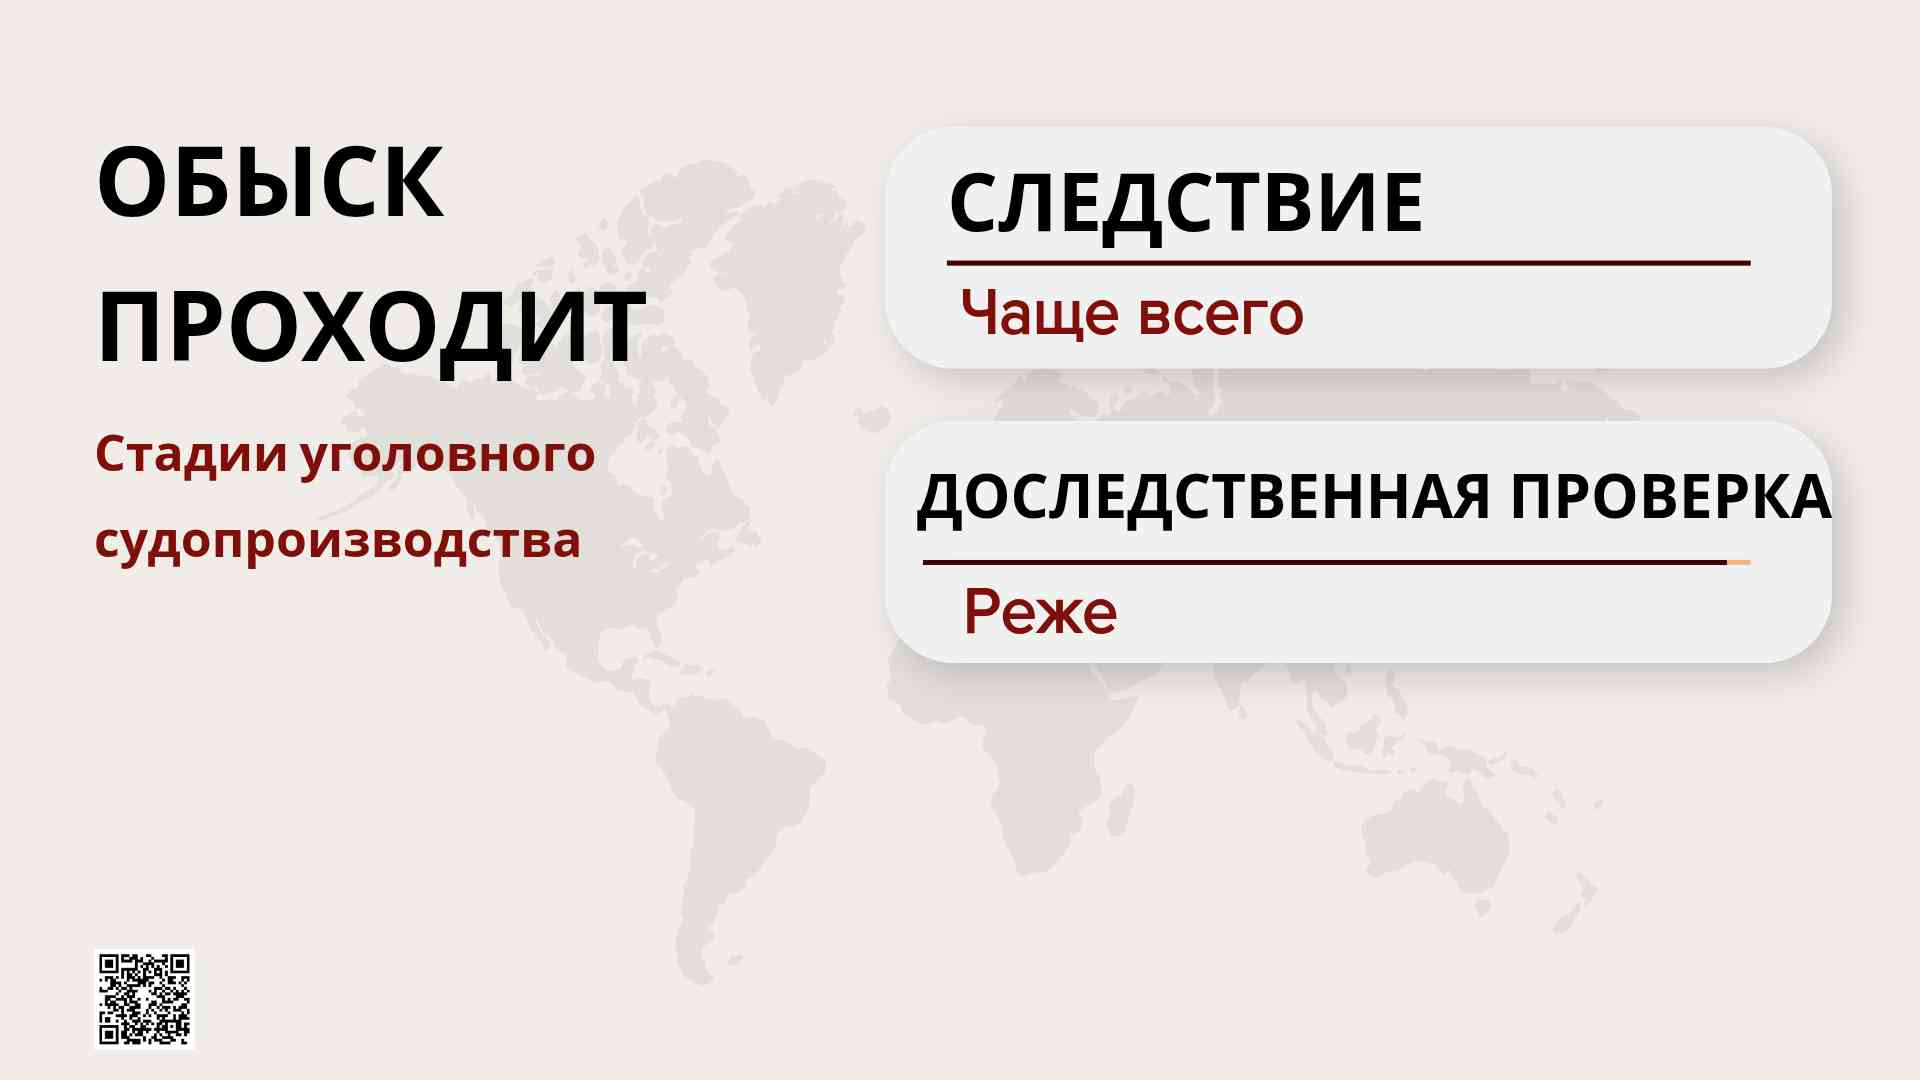 ОБЫСК
ПРОХОДИТ
Стадии уголовного
судопроизводства
СЛЕДСТВИЕ
Чаще всего
ДОСЛЕДСТВЕННАЯ ПРОВЕРКА
Реже